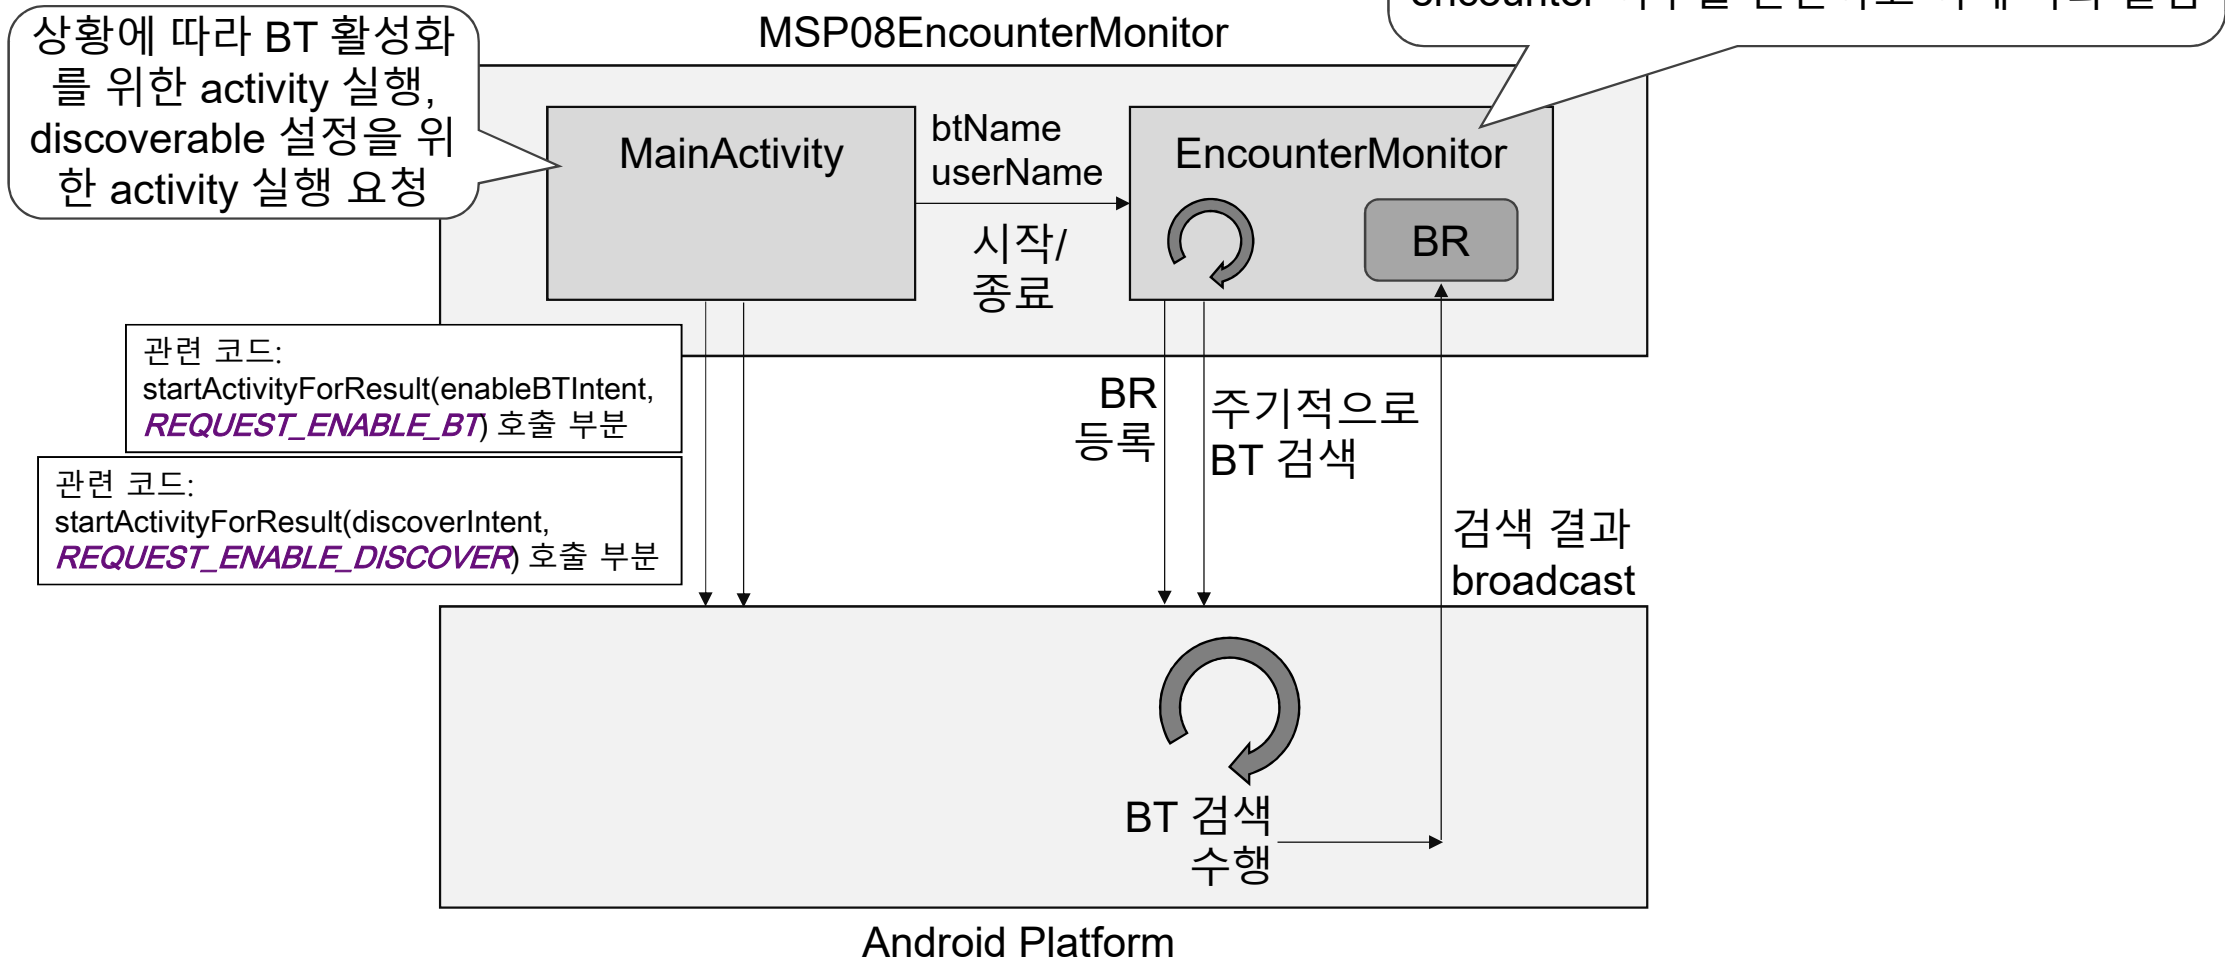 MSP08EncounterMonitor
상황에 따라 BT 활성화
를 위한 activity 실행,
discoverable 설정을 위
한 activity 실행 요청
MainActivity
btName
userName
시작/
종료
EncounterMonitor
BR
관련 코드:
startActivityForResult(enableBTIntent,
REQUEST_ENABLE_BT) 호출 부분
관련 코드:
startActivityForResult(discoverIntent,
REQUEST_ENABLE_DISCOVER) 호출 부분
BR
등록
주기적으로
BT 검색
검색 결과
broadcast
BT 검색
수행
Android Platform